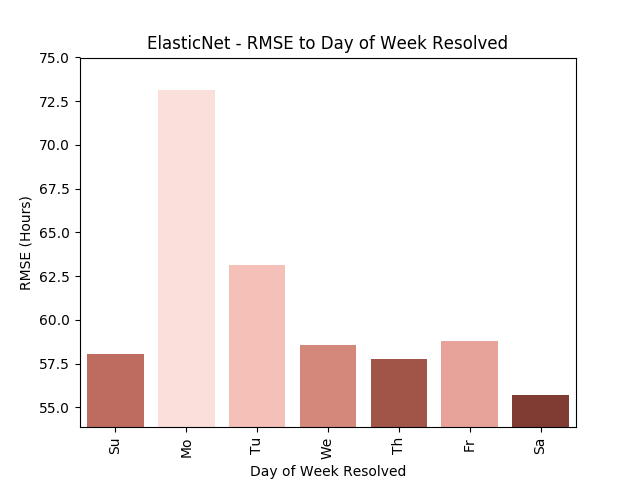 ElasticNet - RMSE to Day of Week Resolved
75.0
72.5
70.0
67.5
65.0
62.5
60.0
57.5
55.0
RMSE (Hours)
Su
Mo
Tu
We
Th
Fr
Sa
Day of Week Resolved